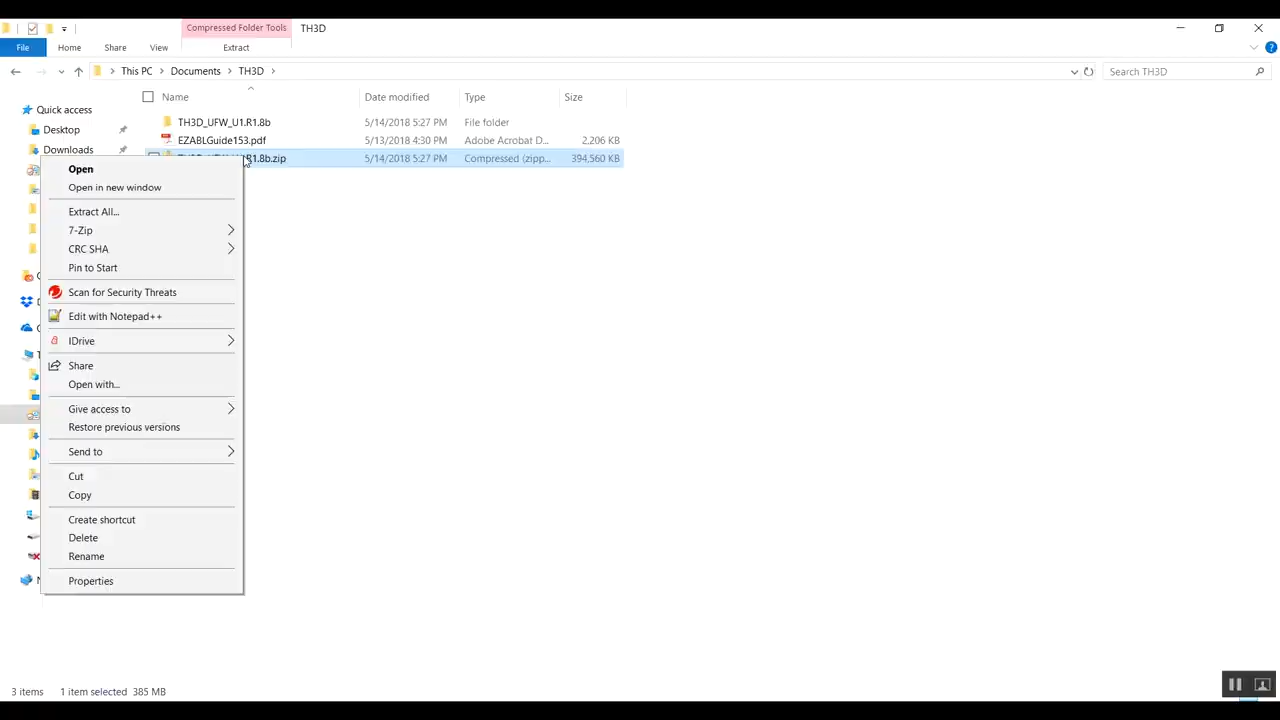 Compressed Folder Tools TH3D
File Home Share View Extract
This PC Documents TH3D Search TH3D
Name Date modified Type Size
Quick access
TH3D_UFW_U1.R1.8b 5/14/2018 5:27 PM File folder
Desktop
EZABLGuide153.pdf 5/13/2018 4:30 PM Adobe Acrobat D... 2,206 KB
Downloads
R1.8b.zip 5/14/2018 5:27 PM Compressed (zipp... 394,560 KB
Open
Open in new window
Extract All...
7-Zip
CRC SHA
Pin to Start
Scan for Security Threats
Edit with Notepad++
IDrive
Share
Open with...
Give access to
Restore previous versions
Send to
Cut
Copy
Create shortcut
Delete
Rename
Properties
3 items 1 item selected 385 MB